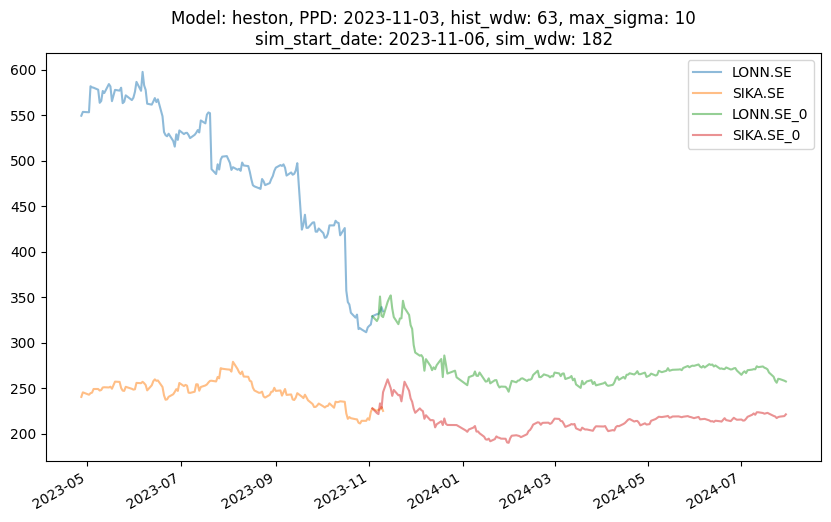 Model: heston, PPD: 2023-11-03, hist_wdw: 63, max_sigma: 10
sim_start_date: 2023-11-06, sim_wdw: 182
LONN.SE
SIKA.SE
LONN.SE_0
SIKA.SE_0
600
550
500
450
400
350
300
250
200
2023-05
2023-07
2023-09
2023-11
2024-01
2024-03
2024-05
2024-07